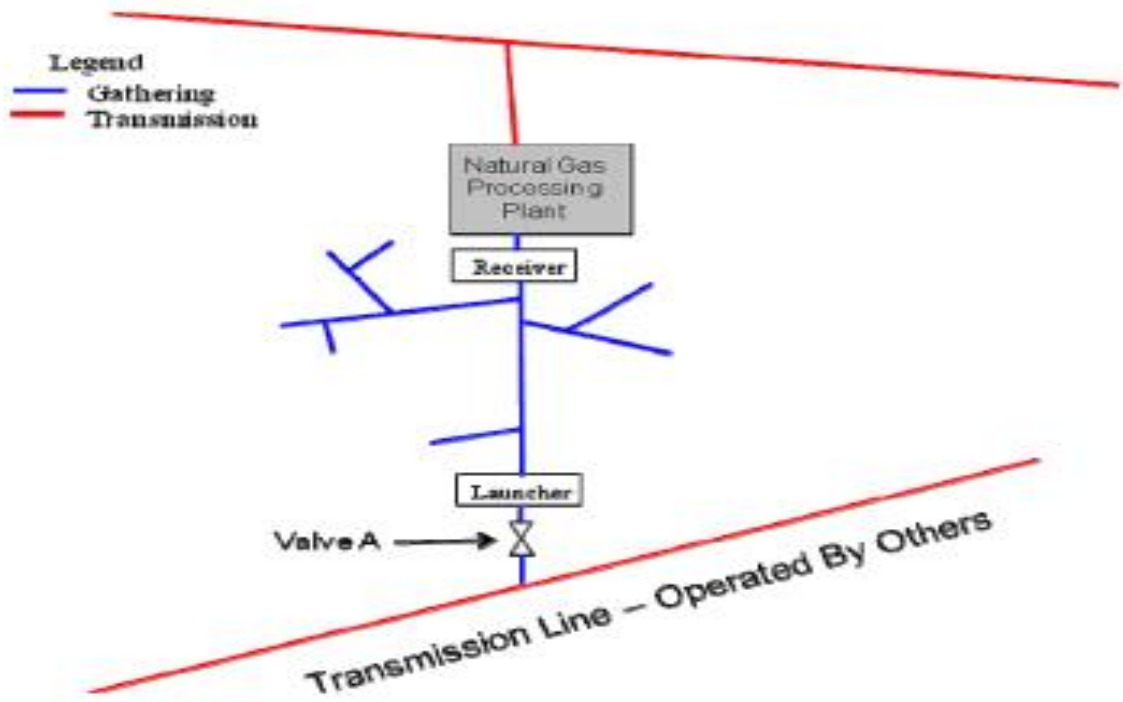 Legend
Gathering
Transmission
Natural Gas
Processing
Plant
Receiver
Launcher
Valve A
Transmission Line – Operated By Others